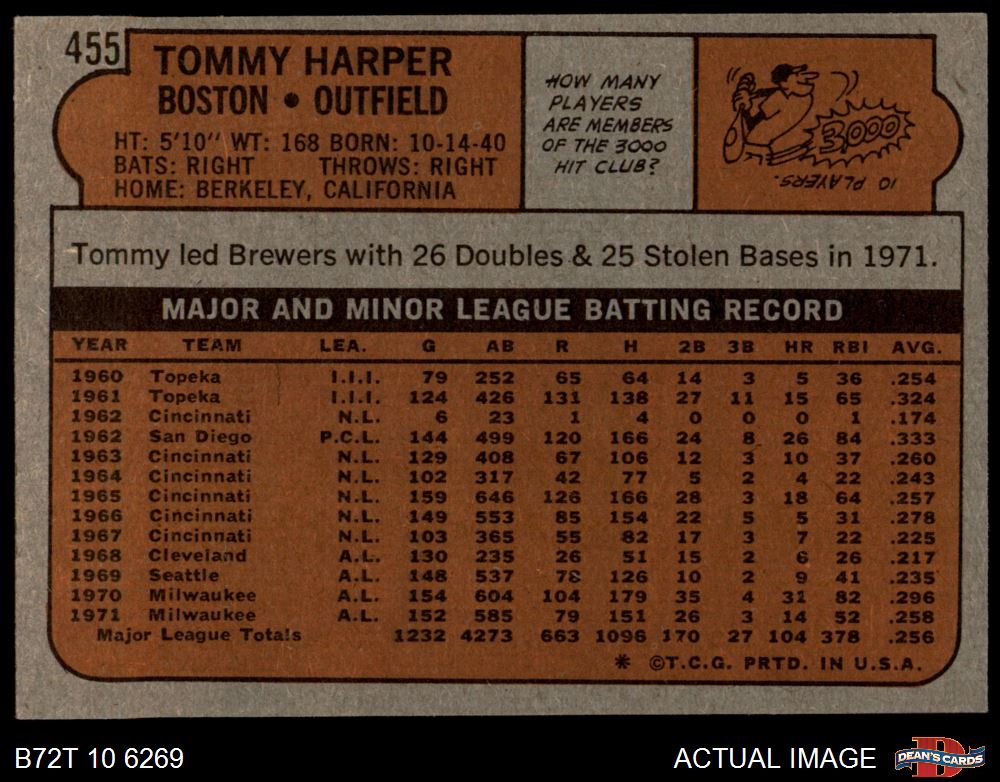 455
TOMMY HARPER
BOSTON • OUTFIELD
HT: 5'10" WT: 168 BORN: 10-14-40
BATS: RIGHT THROWS: RIGHT
HOME: BERKELEY, CALIFORNIA
HOW MANY
PLAYERS
ARE MEMBERS
OF THE 3000
HIT CLUB?
3,000
10 PLAYERS.
Tommy led Brewers with 26 Doubles & 25 Stolen Bases in 1971.
MAJOR AND MINOR LEAGUE BATTING RECORD
YEAR TEAM LEA. G AB R H 2B 3B HR RBI AVG.
1960 Topeka I.I.I. 79 252 65 64 14 3 5 36 .254
1961 Topeka I.I.I. 124 426 131 138 27 11 15 65 .324
1962 Cincinnati N.L. 6 23 1 4 0 0 0 1 .174
1962 San Diego P.C.L. 144 499 120 166 24 8 26 84 .333
1963 Cincinnati N.L. 129 408 67 106 12 3 10 37 .260
1964 Cincinnati N.L. 102 317 42 77 5 2 4 22 .243
1965 Cincinnati N.L. 159 646 126 166 28 3 18 64 .257
1966 Cincinnati N.L. 149 553 85 154 22 5 5 31 .278
1967 Cincinnati N.L. 103 365 55 82 17 3 7 22 .225
1968 Cleveland A.L. 130 235 26 51 15 2 6 26 .217
1969 Seattle A.L. 148 537 78 126 10 2 9 41 .235
1970 Milwaukee A.L. 154 604 104 179 35 4 31 82 .296
1971 Milwaukee A.L. 152 585 79 151 26 3 14 52 .258
Major League Totals 1232 4273 663 1096 170 27 104 378 .256
* ©T.C.G. PRTD. IN U.S.A.
B72T 10 6269
ACTUAL IMAGE
D
DEAN'S CARDS